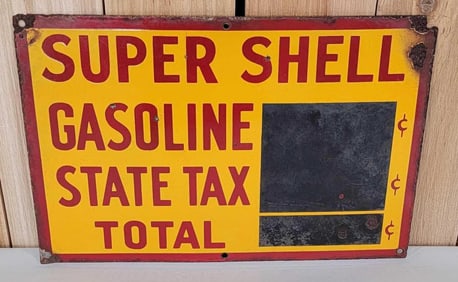 SUPER SHELL
GASOLINE ¢
STATE TAX ¢
TOTAL ¢